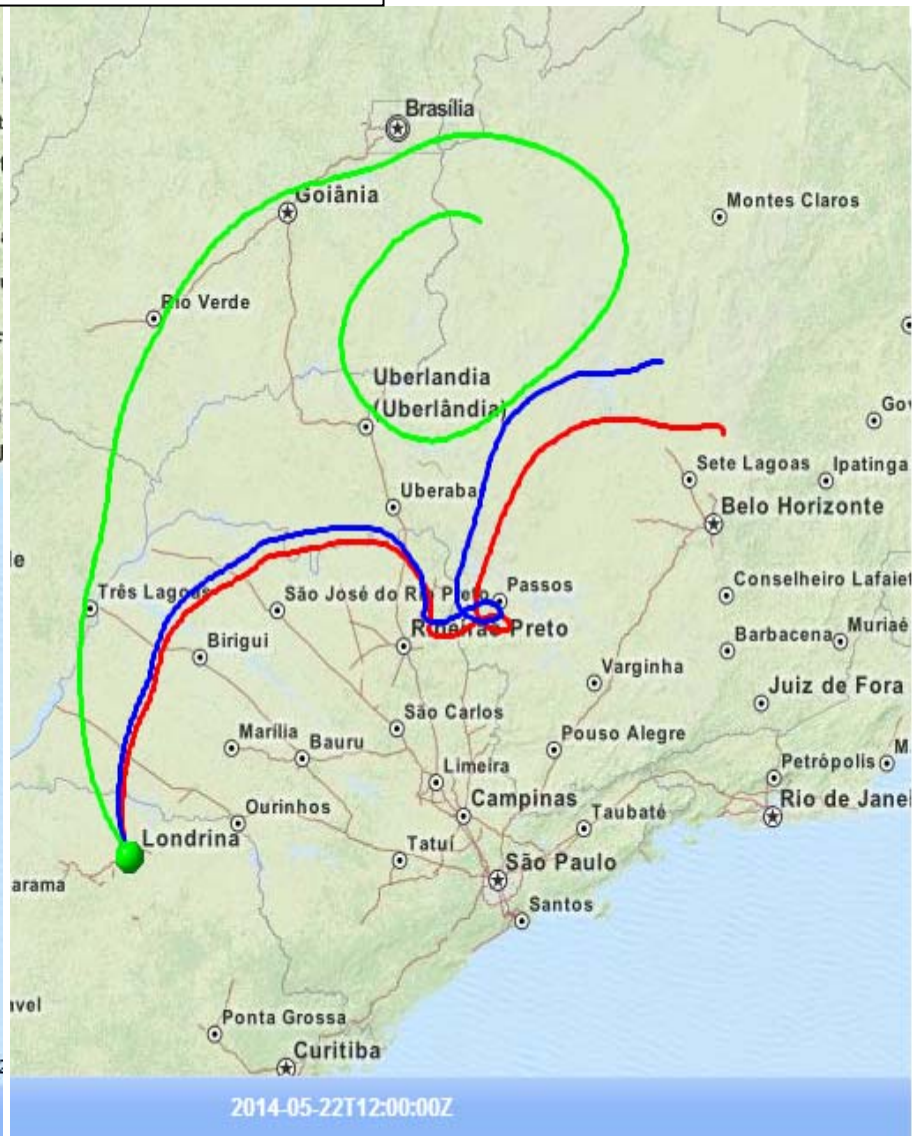 Brasília
Goiânia
Montes Claros
Rio Verde
Uberlandia
(Uberlândia)
Gov
Sete Lagoas
Ipatinga
Uberaba
Belo Horizonte
Três Lagoas
São José do Rio Preto
Passos
Conselheiro Lafaiet
Ribeirão Preto
Barbacena
Muriaé
Birigui
Varginha
Juiz de Fora
São Carlos
Marília
Bauru
Pouso Alegre
Limeira
Petrópolis
Campinas
Rio de Janei
Ourinhos
Taubaté
Londrina
Tatuí
São Paulo
arama
Santos
avel
Ponta Grossa
Curitiba
2014-05-22T12:00:00Z